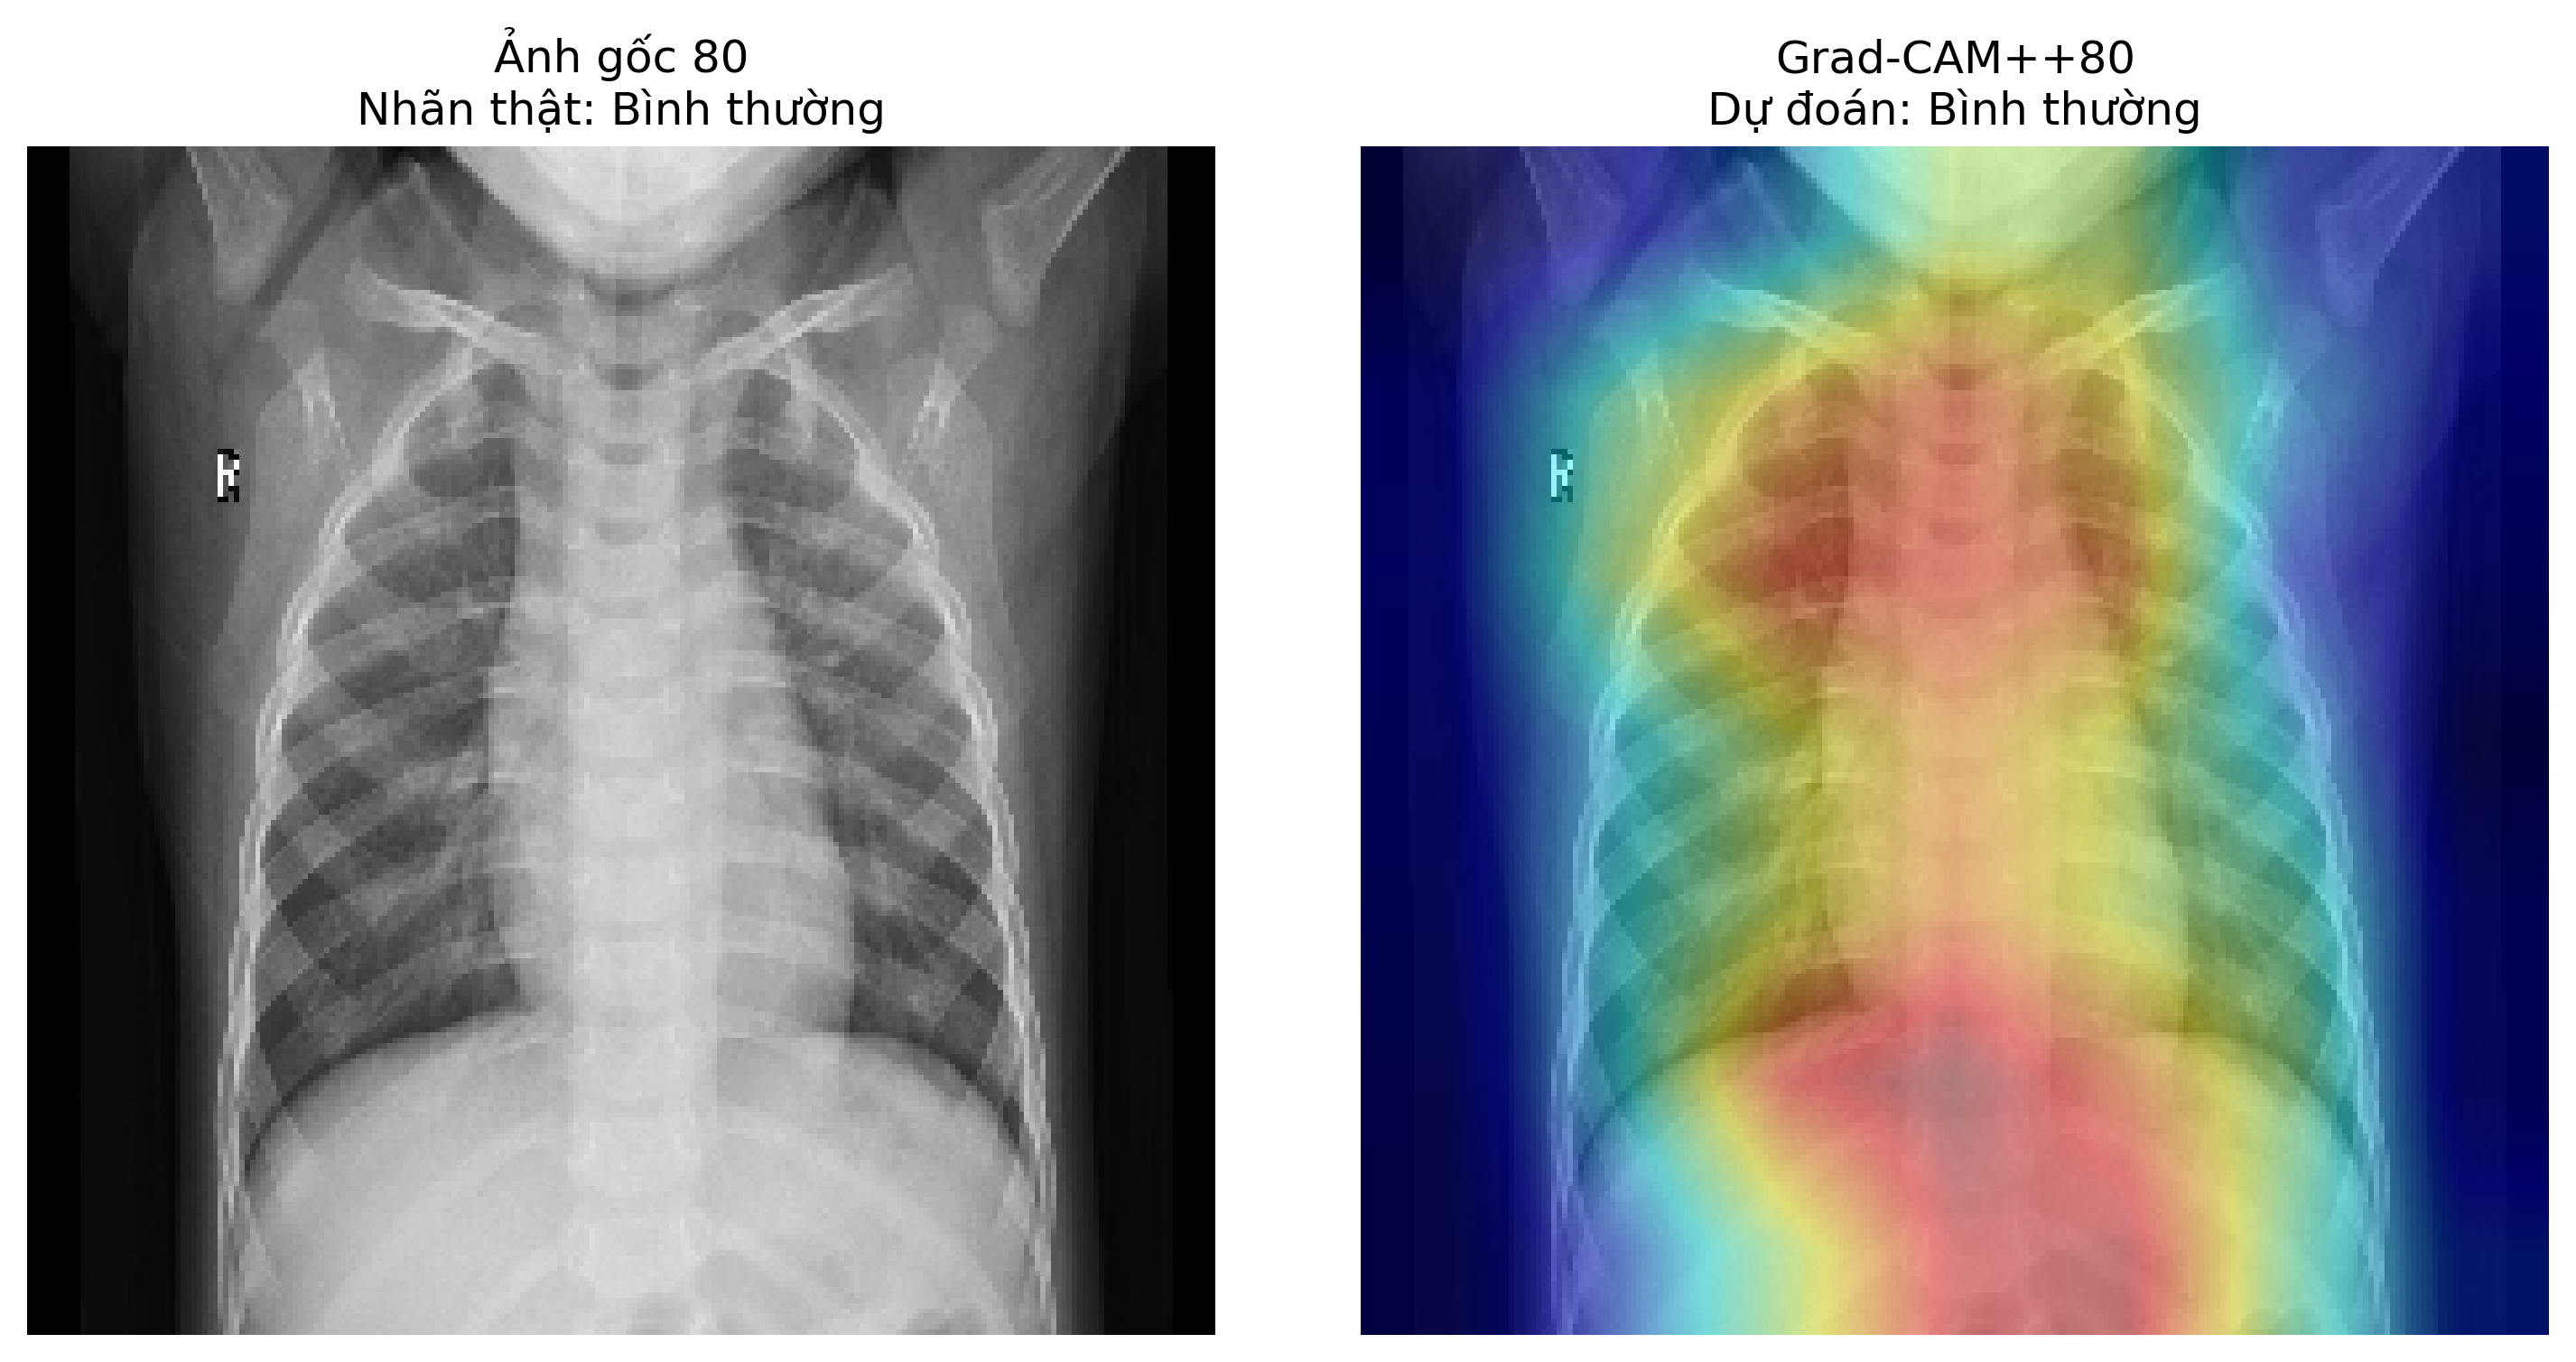 Ảnh gốc 80
Nhãn thật: Bình thường
Grad-CAM++80
Dự đoán: Bình thường
R
R